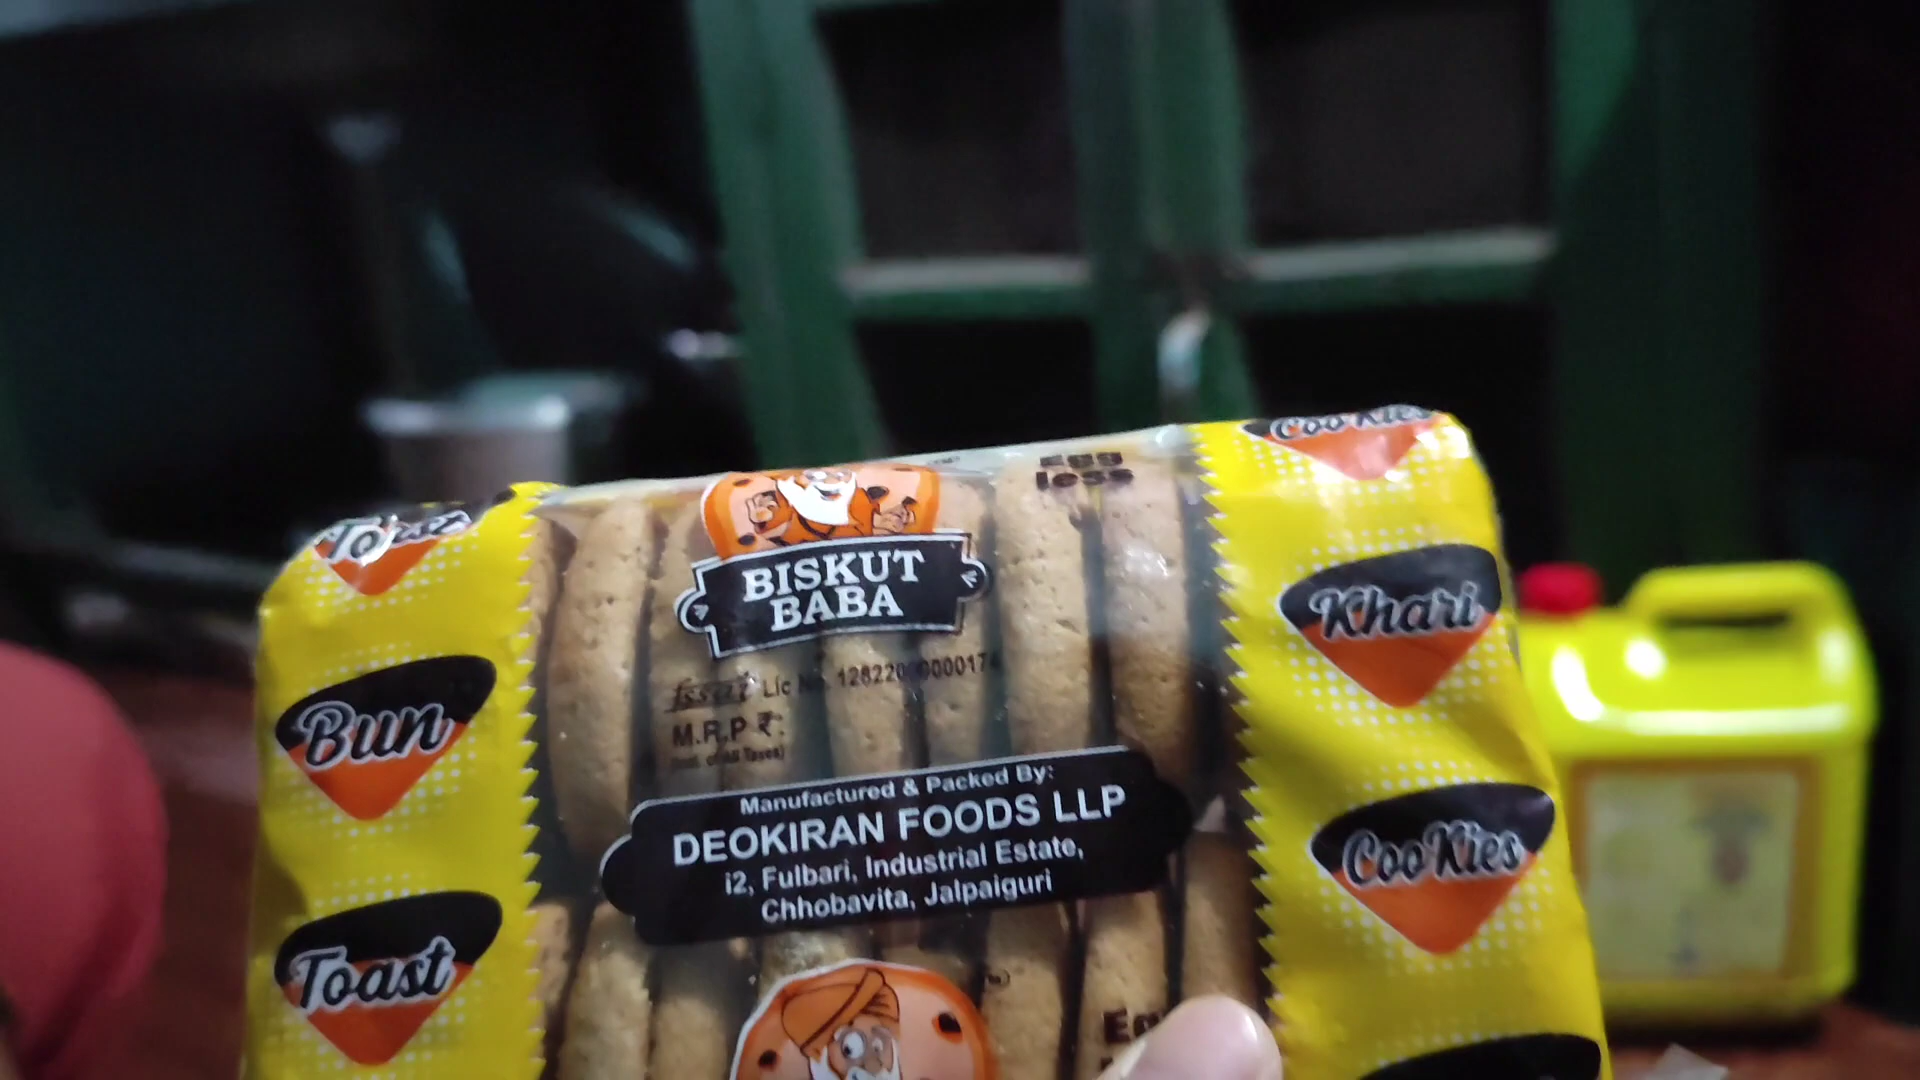 Cookies
Egg
less
Toast
BISKUT
BABA
Khari
fssai Lic No.
M.R.P ₹:
Bun
Manufactured & Packed By:
DEOKIRAN FOODS LLP
i2, Fulbari, Industrial Estate,
Chhobavita, Jalpaiguri
CooKies
Toast